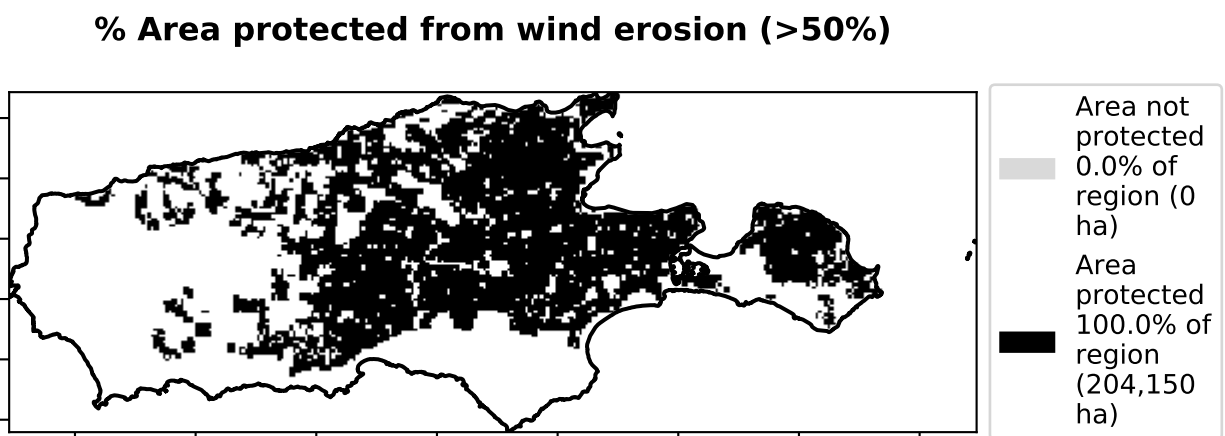 % Area protected from wind erosion (>50%)
Area not
protected
0.0% of
region (0
ha)
Area
protected
100.0% of
region
(204,150
ha)